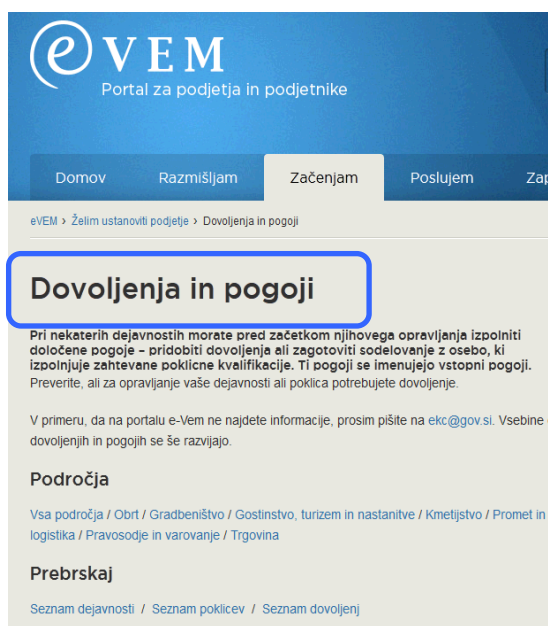 e VEM
Portal za podjetja in podjetnike
Domov Razmišljam Začenjam Poslujem
eVEM › Želim ustanoviti podjetje › Dovoljenja in pogoji
Dovoljenja in pogoji
Pri nekaterih dejavnostih morate pred začetkom njihovega opravljanja izpolniti
določene pogoje – pridobiti dovoljenja ali zagotoviti sodelovanje z osebo, ki
izpolnjuje zahtevane poklicne kvalifikacije. Ti pogoji se imenujejo vstopni pogoji.
Preverite, ali za opravljanje vaše dejavnosti ali poklica potrebujete dovoljenje.
V primeru, da na portalu e-Vem ne najdete informacije, prosim pišite na ekc@gov.si. Vsebine
dovoljenjih in pogojih se še razvijajo.
Področja
Vsa področja / Obrt / Gradbeništvo / Gostinstvo, turizem in nastanitve / Kmetijstvo / Promet in
logistika / Pravosodje in varovanje / Trgovina
Prebrskaj
Seznam dejavnosti / Seznam poklicev / Seznam dovoljenj